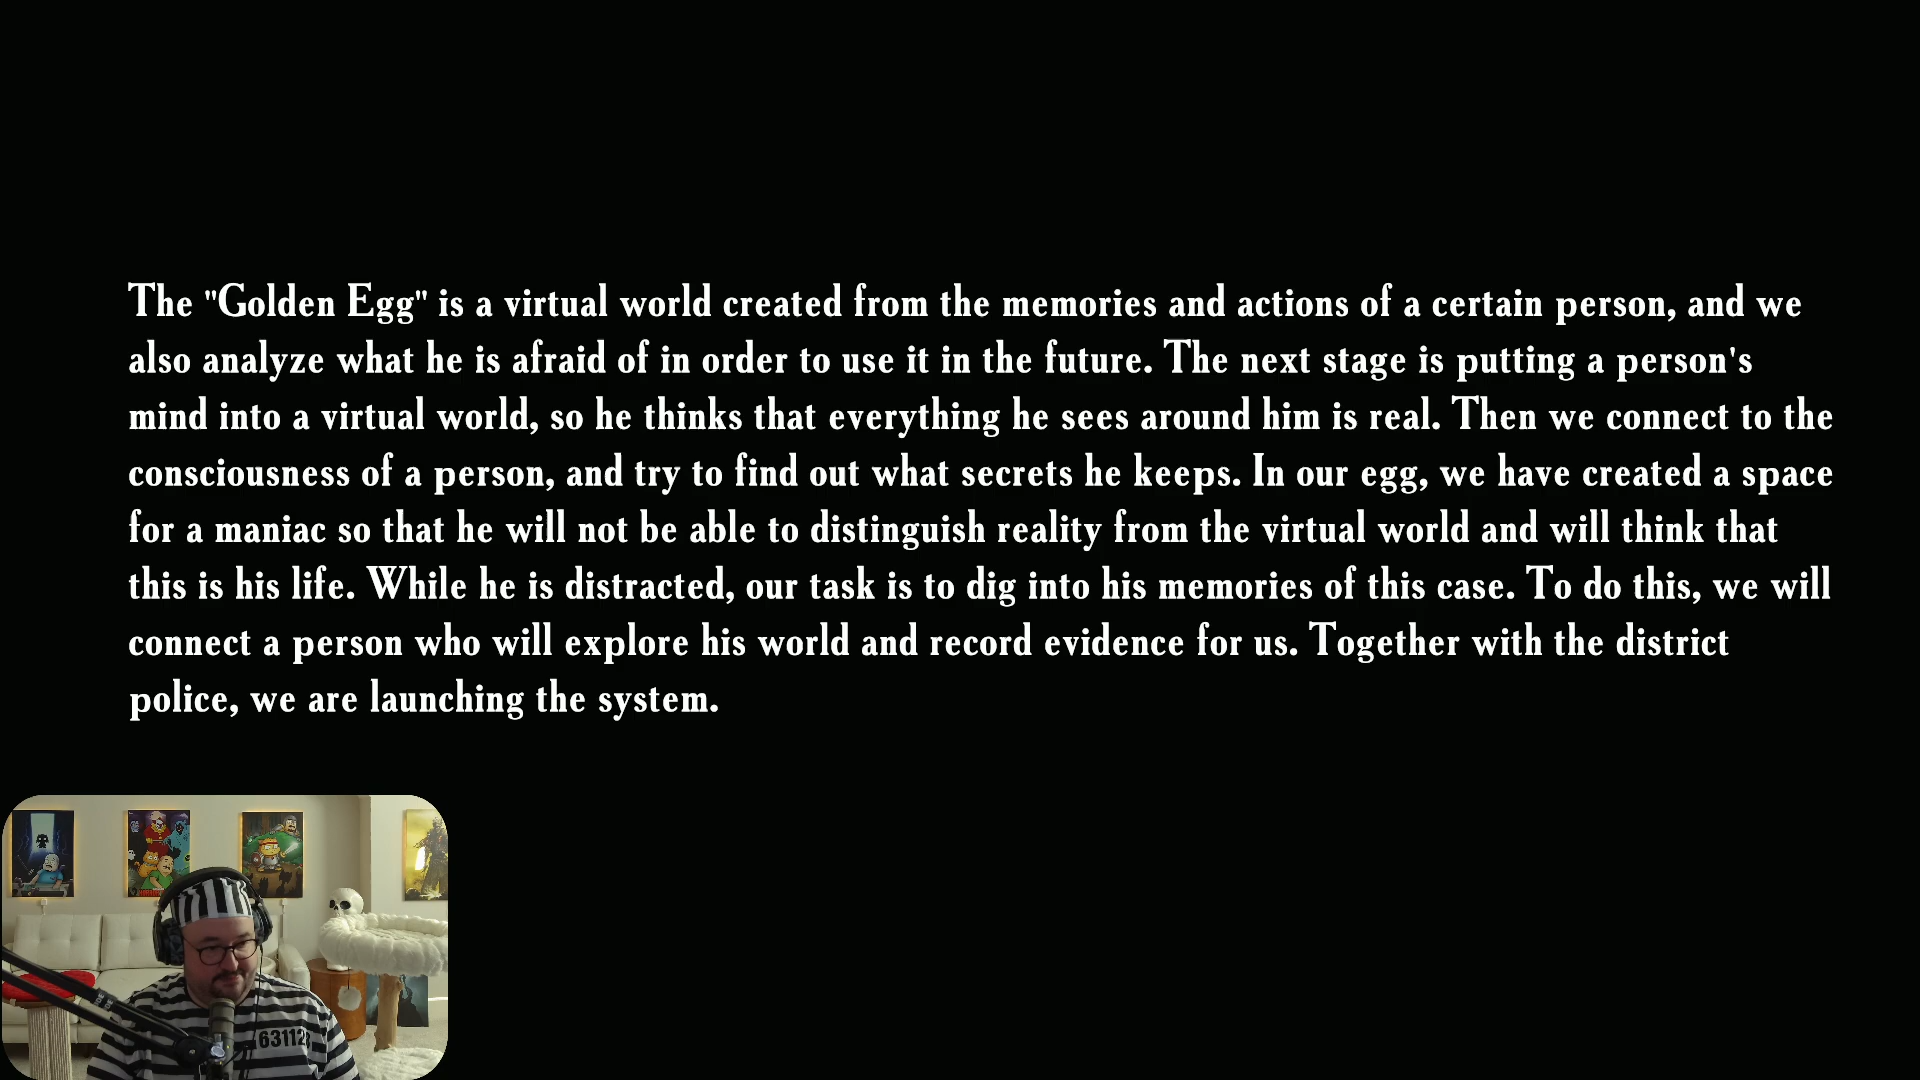 The "Golden Egg" is a virtual world created from the memories and actions of a certain person, and we
also analyze what he is afraid of in order to use it in the future. The next stage is putting a person's
mind into a virtual world, so he thinks that everything he sees around him is real. Then we connect to the
consciousness of a person, and try to find out what secrets he keeps. In our egg, we have created a space
for a maniac so that he will not be able to distinguish reality from the virtual world and will think that
this is his life. While he is distracted, our task is to dig into his memories of this case. To do this, we will
connect a person who will explore his world and record evidence for us. Together with the district
police, we are launching the system.